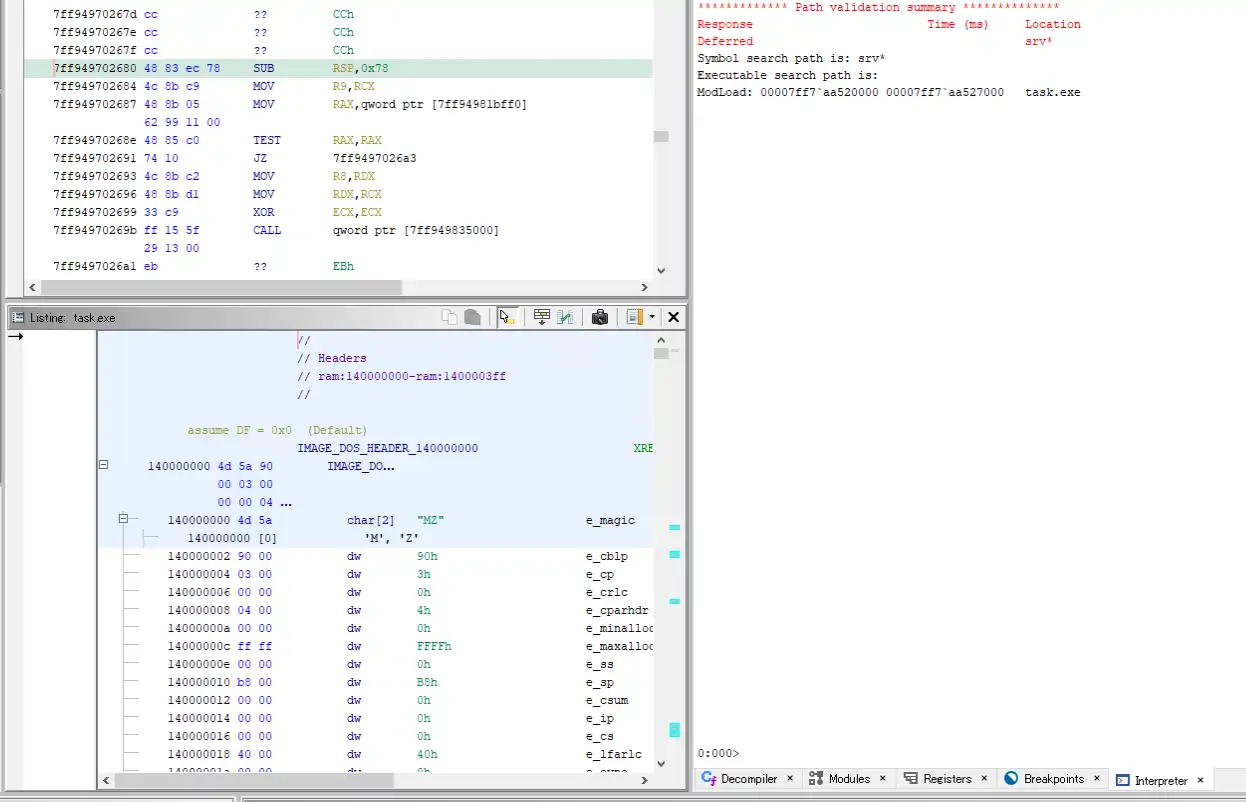 7ff94970267d cc ?? CCh
7ff94970267e cc ?? CCh
7ff94970267f cc ?? CCh
7ff949702680 48 83 ec 78 SUB RSP,0x78
7ff949702684 4c 8b c9 MOV R9,RCX
7ff949702687 48 8b 05 MOV RAX,qword ptr [7ff94981bff0]
62 99 11 00
7ff94970268e 48 85 c0 TEST RAX,RAX
7ff949702691 74 10 JZ 7ff9497026a3
7ff949702693 4c 8b c2 MOV R8,RDX
7ff949702696 48 8b d1 MOV RDX,RCX
7ff949702699 33 c9 XOR ECX,ECX
7ff94970269b ff 15 5f CALL qword ptr [7ff949835000]
29 13 00
7ff9497026a1 eb ?? EBh
Listing: task.exe
//
// Headers
// ram:140000000-ram:1400003ff
//
assume DF = 0x0 (Default)
IMAGE_DOS_HEADER_140000000 XRE
140000000 4d 5a 90 IMAGE_DO...
00 03 00
00 00 04 ...
140000000 4d 5a char[2] "MZ" e_magic
140000000 [0] 'M', 'Z'
140000002 90 00 dw 90h e_cblp
140000004 03 00 dw 3h e_cp
140000006 00 00 dw 0h e_crlc
140000008 04 00 dw 4h e_cparhdr
14000000a 00 00 dw 0h e_minalloc
14000000c ff ff dw FFFFh e_maxalloc
14000000e 00 00 dw 0h e_ss
140000010 b8 00 dw B8h e_sp
140000012 00 00 dw 0h e_csum
140000014 00 00 dw 0h e_ip
140000016 00 00 dw 0h e_cs
140000018 40 00 dw 40h e_lfarlc
************* Path validation summary **************
Response Time (ms) Location
Deferred srv*
Symbol search path is: srv*
Executable search path is:
ModLoad: 00007ff7`aa520000 00007ff7`aa527000 task.exe
0:000>
Decompiler × Modules × Registers × Breakpoints × Interpreter ×